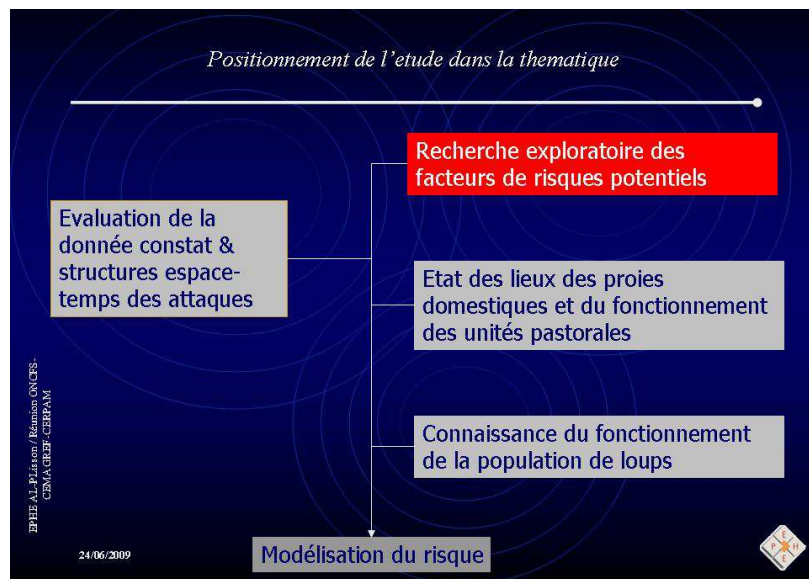 Positionnement de l'etude dans la thematique
Recherche exploratoire des
facteurs de risques potentiels
Evaluation de la
donnée constat &
structures espace-
temps des attaques
Etat des lieux des proies
domestiques et du fonctionnement
des unités pastorales
Connaissance du fonctionnement
de la population de loups
Modélisation du risque
EPHE AL-PLisson / Réunion ONCFS -
CEMAGREF-CERPAM
24/06/2009
E
P H
E